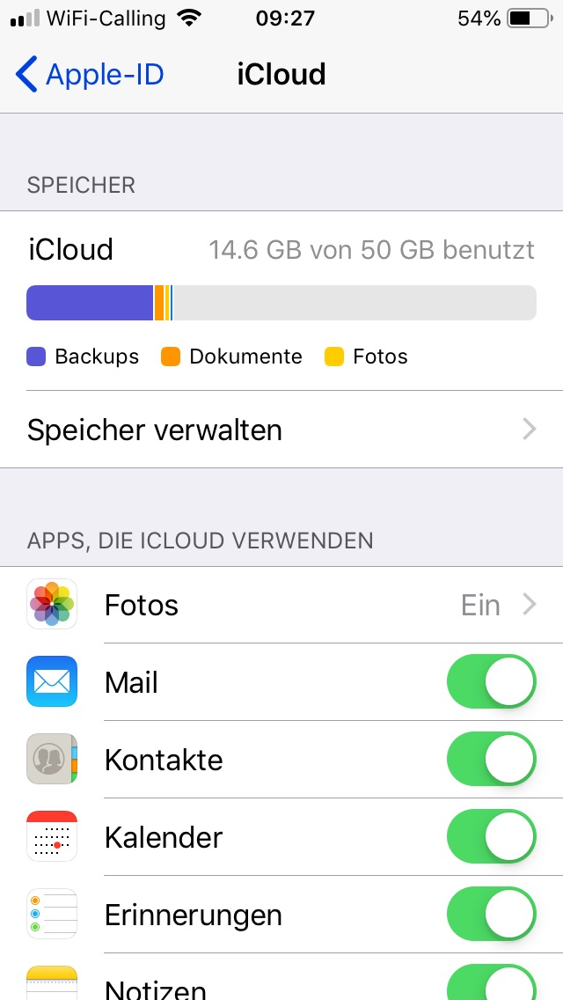 WiFi-Calling 09:27 54%
Apple-ID iCloud
SPEICHER
iCloud 14.6 GB von 50 GB benutzt
Backups Dokumente Fotos
Speicher verwalten
APPS, DIE ICLOUD VERWENDEN
Fotos Ein
Mail
Kontakte
Kalender
Erinnerungen
Notizen